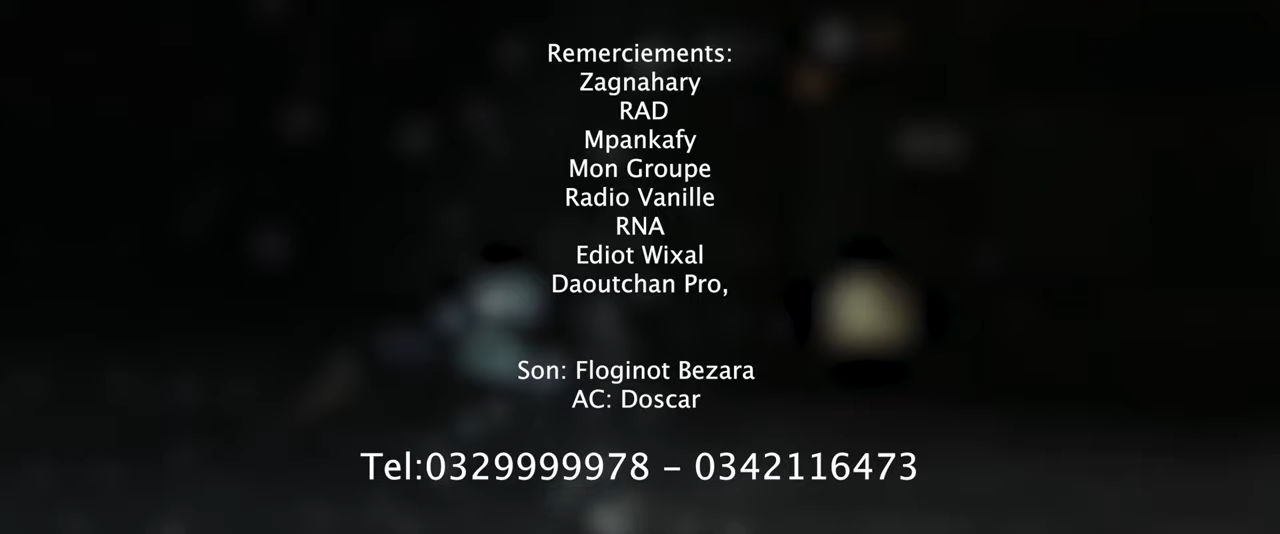 Remerciements:
Zagnahary
RAD
Mpankafy
Mon Groupe
Radio Vanille
RNA
Ediot Wixal
Daoutchan Pro,
Son: Floginot Bezara
AC: Doscar
Tel:0329999978 – 0342116473